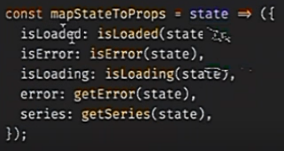 const mapStateToProps = state => ({
isLoaded: isLoaded(state
isError: isError(state),
isLoading: isLoading(state),
error: getError(state),
series: getSeries(state),
});